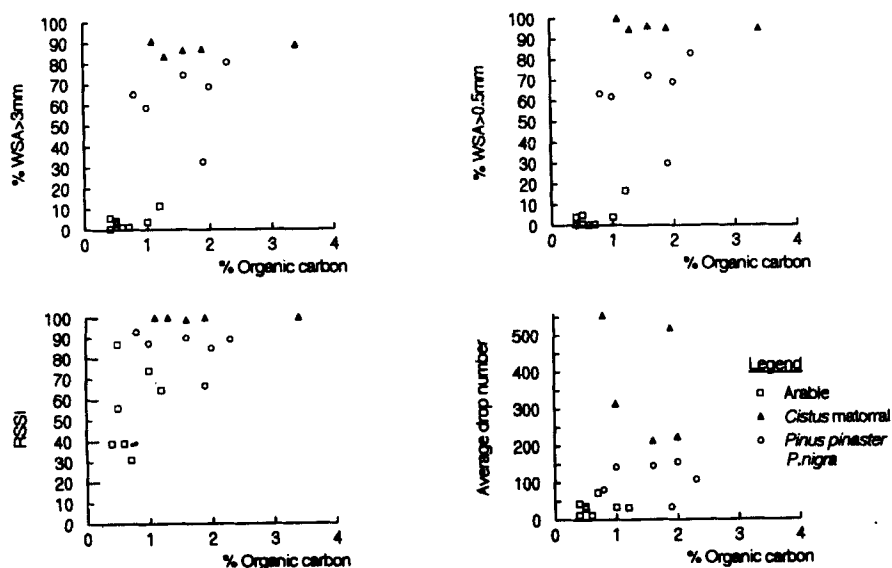 % WSA>3mm
100
90
80
70
60
50
40
30
20
10
0
0 1 2 3 4
% Organic carbon
% WSA>0.5mm
100
90
80
70
60
50
40
30
20
10
0
0 1 2 3 4
% Organic carbon
RSSI
100
90
80
70
60
50
40
30
20
10
0
0 1 2 3 4
% Organic carbon
Average drop number
500
400
300
200
100
50
0
0 1 2 3 4
% Organic carbon
Legend
Arable
Cistus matorral
Pinus pinaster
P.nigra